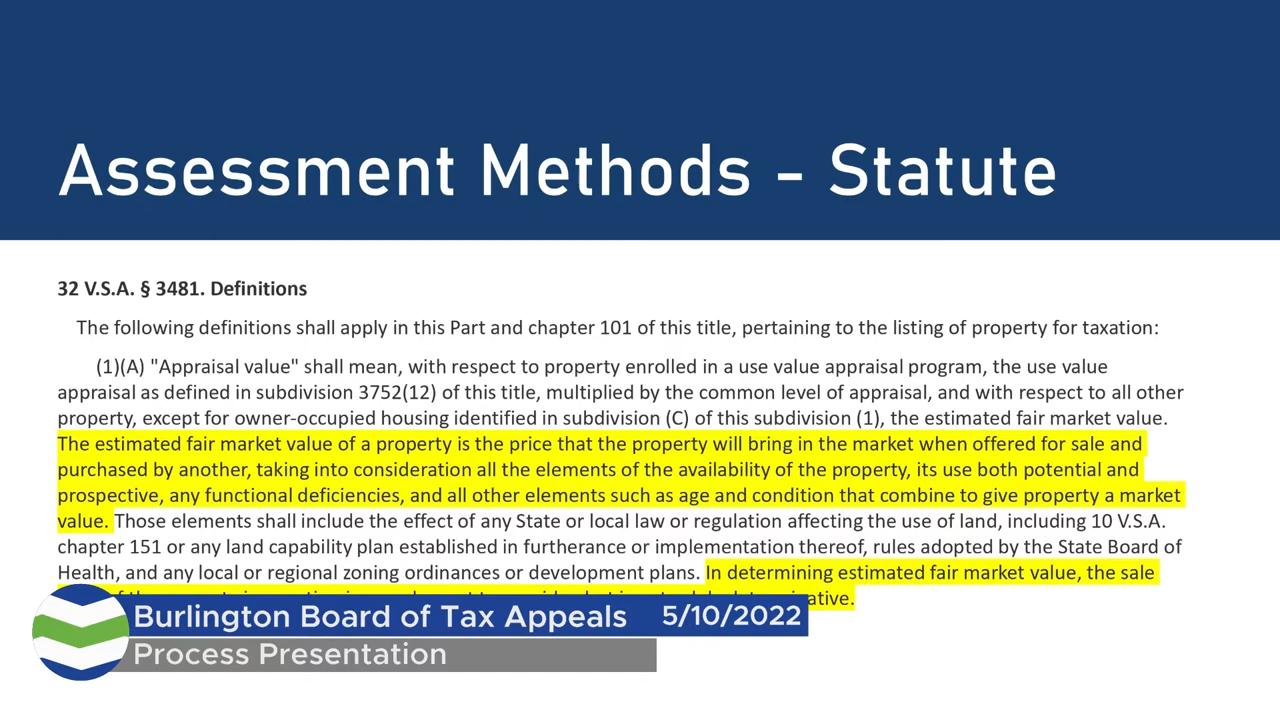 Assessment Methods - Statute
32 V.S.A. § 3481. Definitions
The following definitions shall apply in this Part and chapter 101 of this title, pertaining to the listing of property for taxation:
(1)(A) "Appraisal value" shall mean, with respect to property enrolled in a use value appraisal program, the use value
appraisal as defined in subdivision 3752(12) of this title, multiplied by the common level of appraisal, and with respect to all other
property, except for owner-occupied housing identified in subdivision (C) of this subdivision (1), the estimated fair market value.
The estimated fair market value of a property is the price that the property will bring in the market when offered for sale and
purchased by another, taking into consideration all the elements of the availability of the property, its use both potential and
prospective, any functional deficiencies, and all other elements such as age and condition that combine to give property a market
value. Those elements shall include the effect of any State or local law or regulation affecting the use of land, including 10 V.S.A.
chapter 151 or any land capability plan established in furtherance or implementation thereof, rules adopted by the State Board of
Health, and any local or regional zoning ordinances or development plans. In determining estimated fair market value, the sale
Burlington Board of Tax Appeals 5/10/2022
Process Presentation